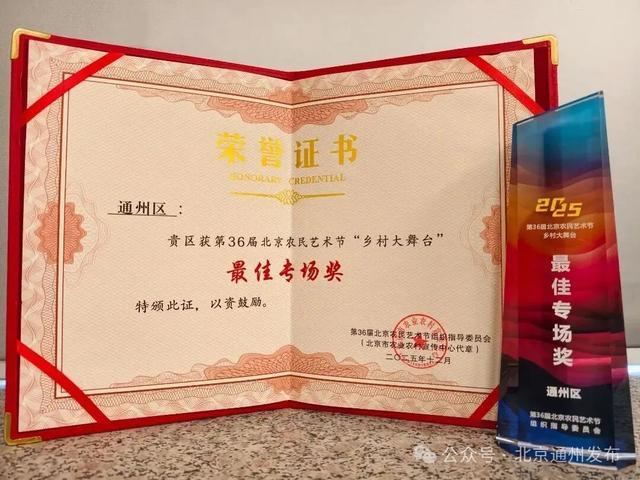 荣誉证书
HONORARY CREDENTIAL
通州区：
贵区获第36届北京农民艺术节“乡村大舞台”
最佳专场奖
特颁此证，以资鼓励。
第36届北京农民艺术节组织指导委员会
（北京市农业农村宣传中心代章）
二〇二五年十二月
2025
第36届北京农民艺术节
乡村大舞台
最佳专场奖
通州区
第36届北京农民艺术节
组织指导委员会
公众号·北京通州发布